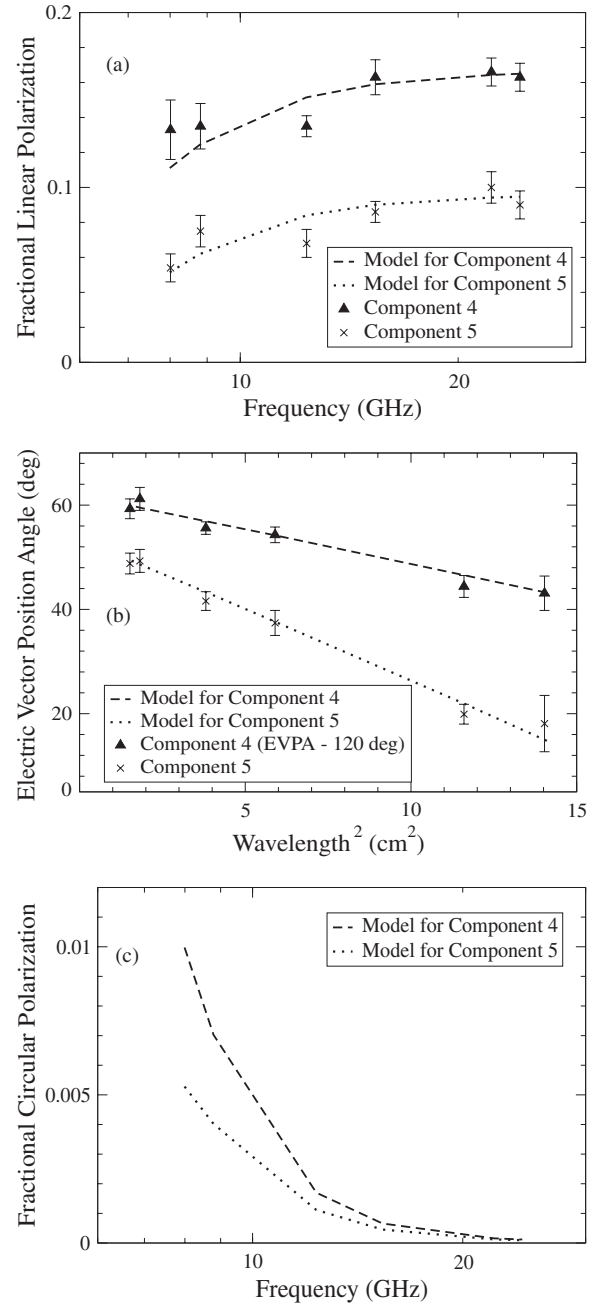 0.2
(a)
Fractional Linear Polarization
0.1
0
Model for Component 4
Model for Component 5
Component 4
Component 5
10
20
Frequency (GHz)
Electric Vector Position Angle (deg)
60
40
20
0
(b)
Model for Component 4
Model for Component 5
Component 4 (EVPA - 120 deg)
Component 5
5
10
15
Wavelength² (cm²)
Fractional Circular Polarization
0.01
0.005
0
(c)
Model for Component 4
Model for Component 5
10
20
Frequency (GHz)